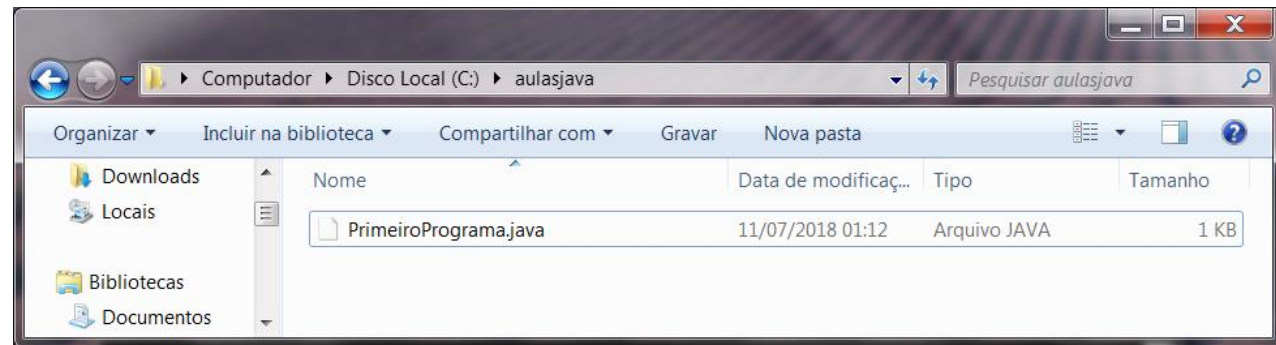 Computador Disco Local (C:) aulasjava Pesquisar aulasjava
Organizar Incluir na biblioteca Compartilhar com Gravar Nova pasta
Downloads
Locais
Bibliotecas
Documentos
Nome Data de modificaç... Tipo Tamanho
PrimeiroPrograma.java 11/07/2018 01:12 Arquivo JAVA 1 KB